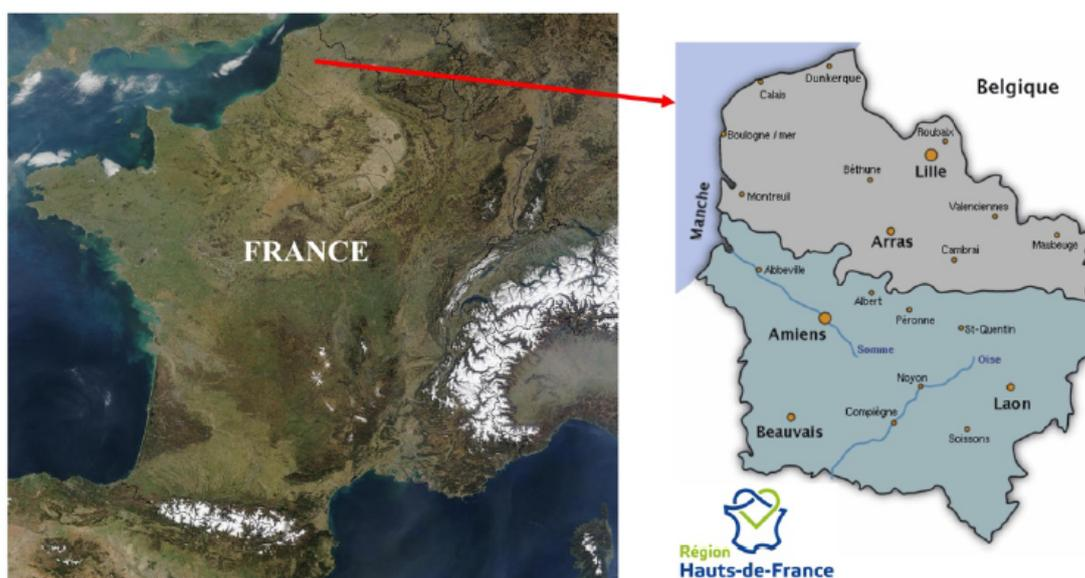 FRANCE
Belgique
Dunkerque
Calais
Boulogne / mer
Roubaix
Lille
Béthune
Montreuil
Valenciennes
Manche
Arras
Cambrai
Maubeuge
Abbeville
Albert
Péronne
Amiens
St-Quentin
Somme
Oise
Noyon
Laon
Compiègne
Beauvais
Soissons
Région
Hauts-de-France